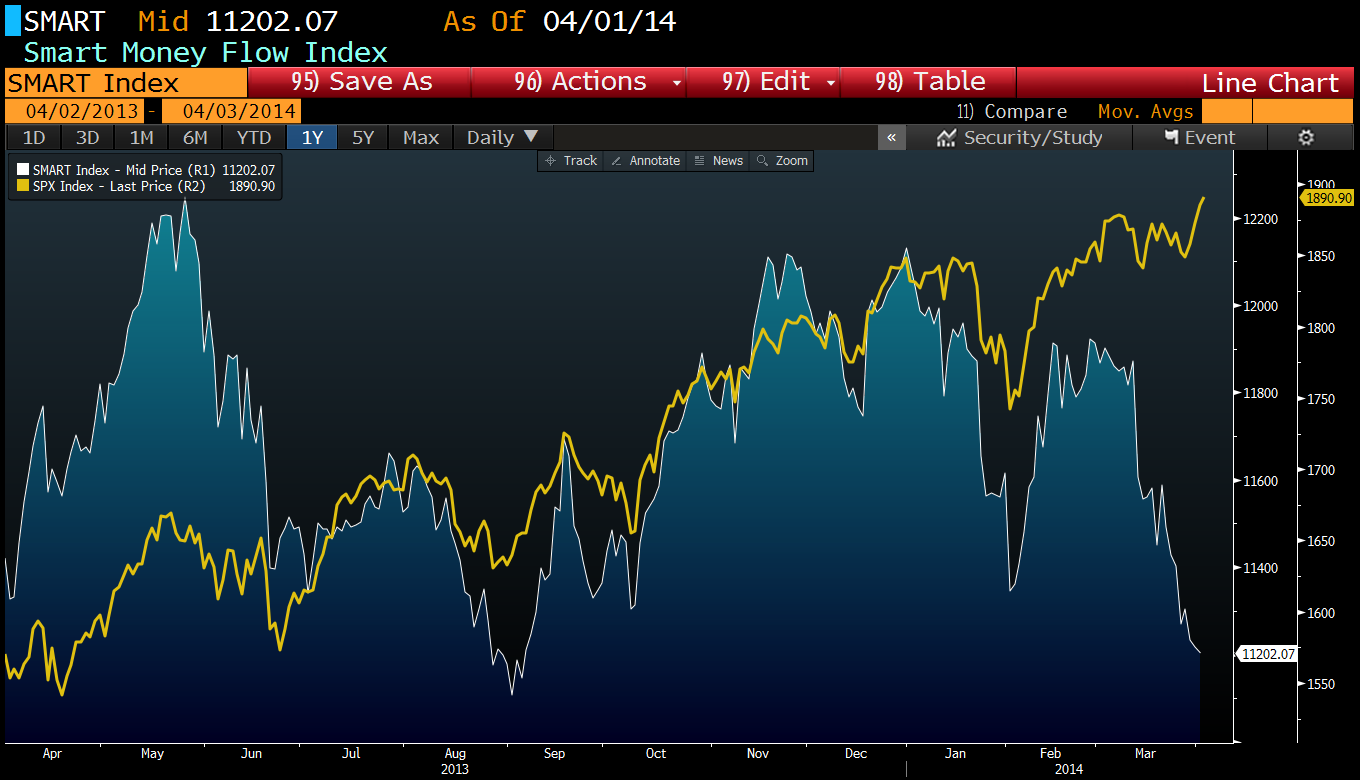 SMART Mid 11202.07 As Of 04/01/14
Smart Money Flow Index
SMART Index 95) Save As 96) Actions 97) Edit 98) Table Line Chart
04/02/2013 - 04/03/2014 11) Compare Mov. Avgs
1D 3D 1M 6M YTD 1Y 5Y Max Daily ▼ « Security/Study Event
Track Annotate News Zoom
SMART Index - Mid Price (R1) 11202.07
SPX Index - Last Price (R2) 1890.90
1900
1890.90
12200
1850
12000
1800
11800
1750
1700
11600
1650
11400
1600
11202.07
1550
Apr May Jun Jul Aug Sep Oct Nov Dec Jan Feb Mar
2013 2014